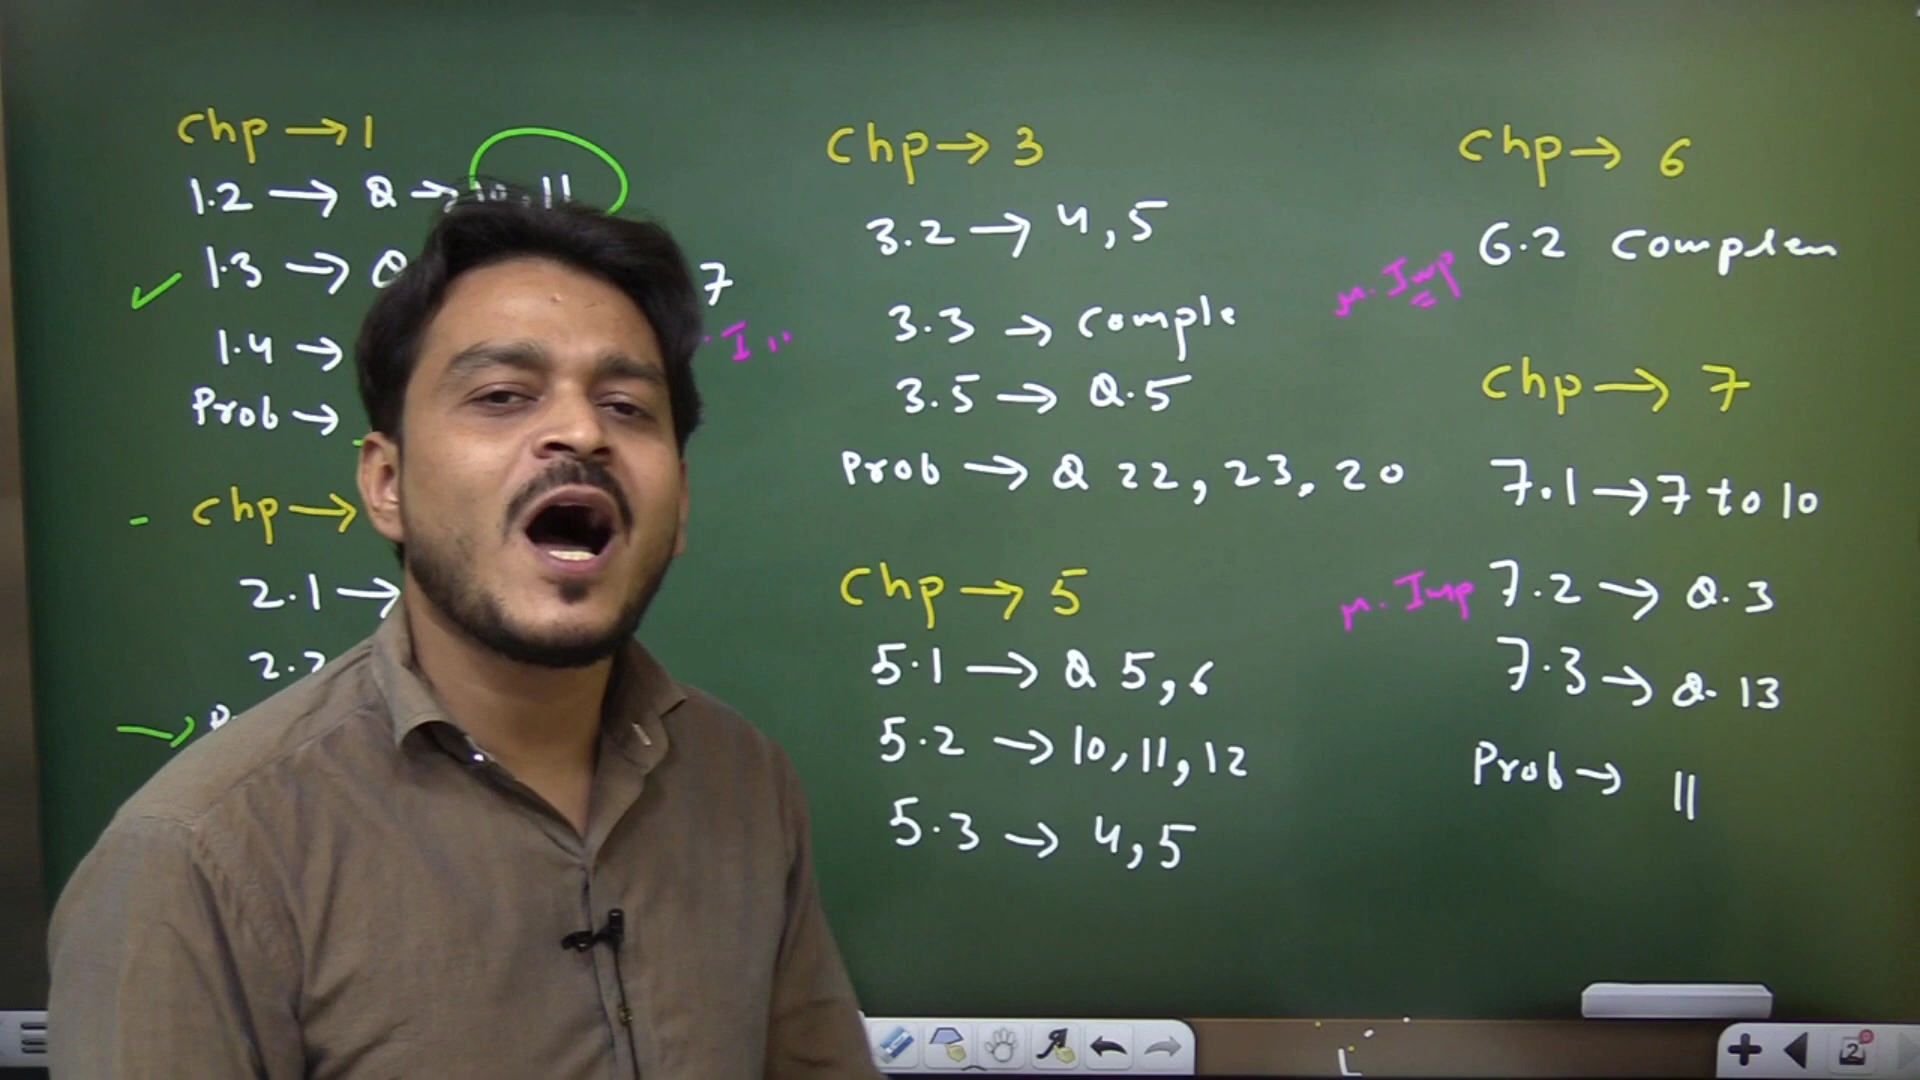 Chp → 1
1.2 → Q → 10, 11
1.3 → Q 7
I
1.4 →
Prob →
- Chp →
2.1 →
2.2
Chp → 3
3.2 → 4, 5
3.3 → Comple
3.5 → Q.5
Prob → Q 22, 23, 20
Chp → 5
5.1 → Q 5, 6
5.2 → 10, 11, 12
5.3 → 4, 5
Chp → 6
m. Imp 6.2
Chp → 7
7.1 → 7 to 10
m. Imp 7.2 → Q. 3
7.3 → Q. 13
Prob → 11
2